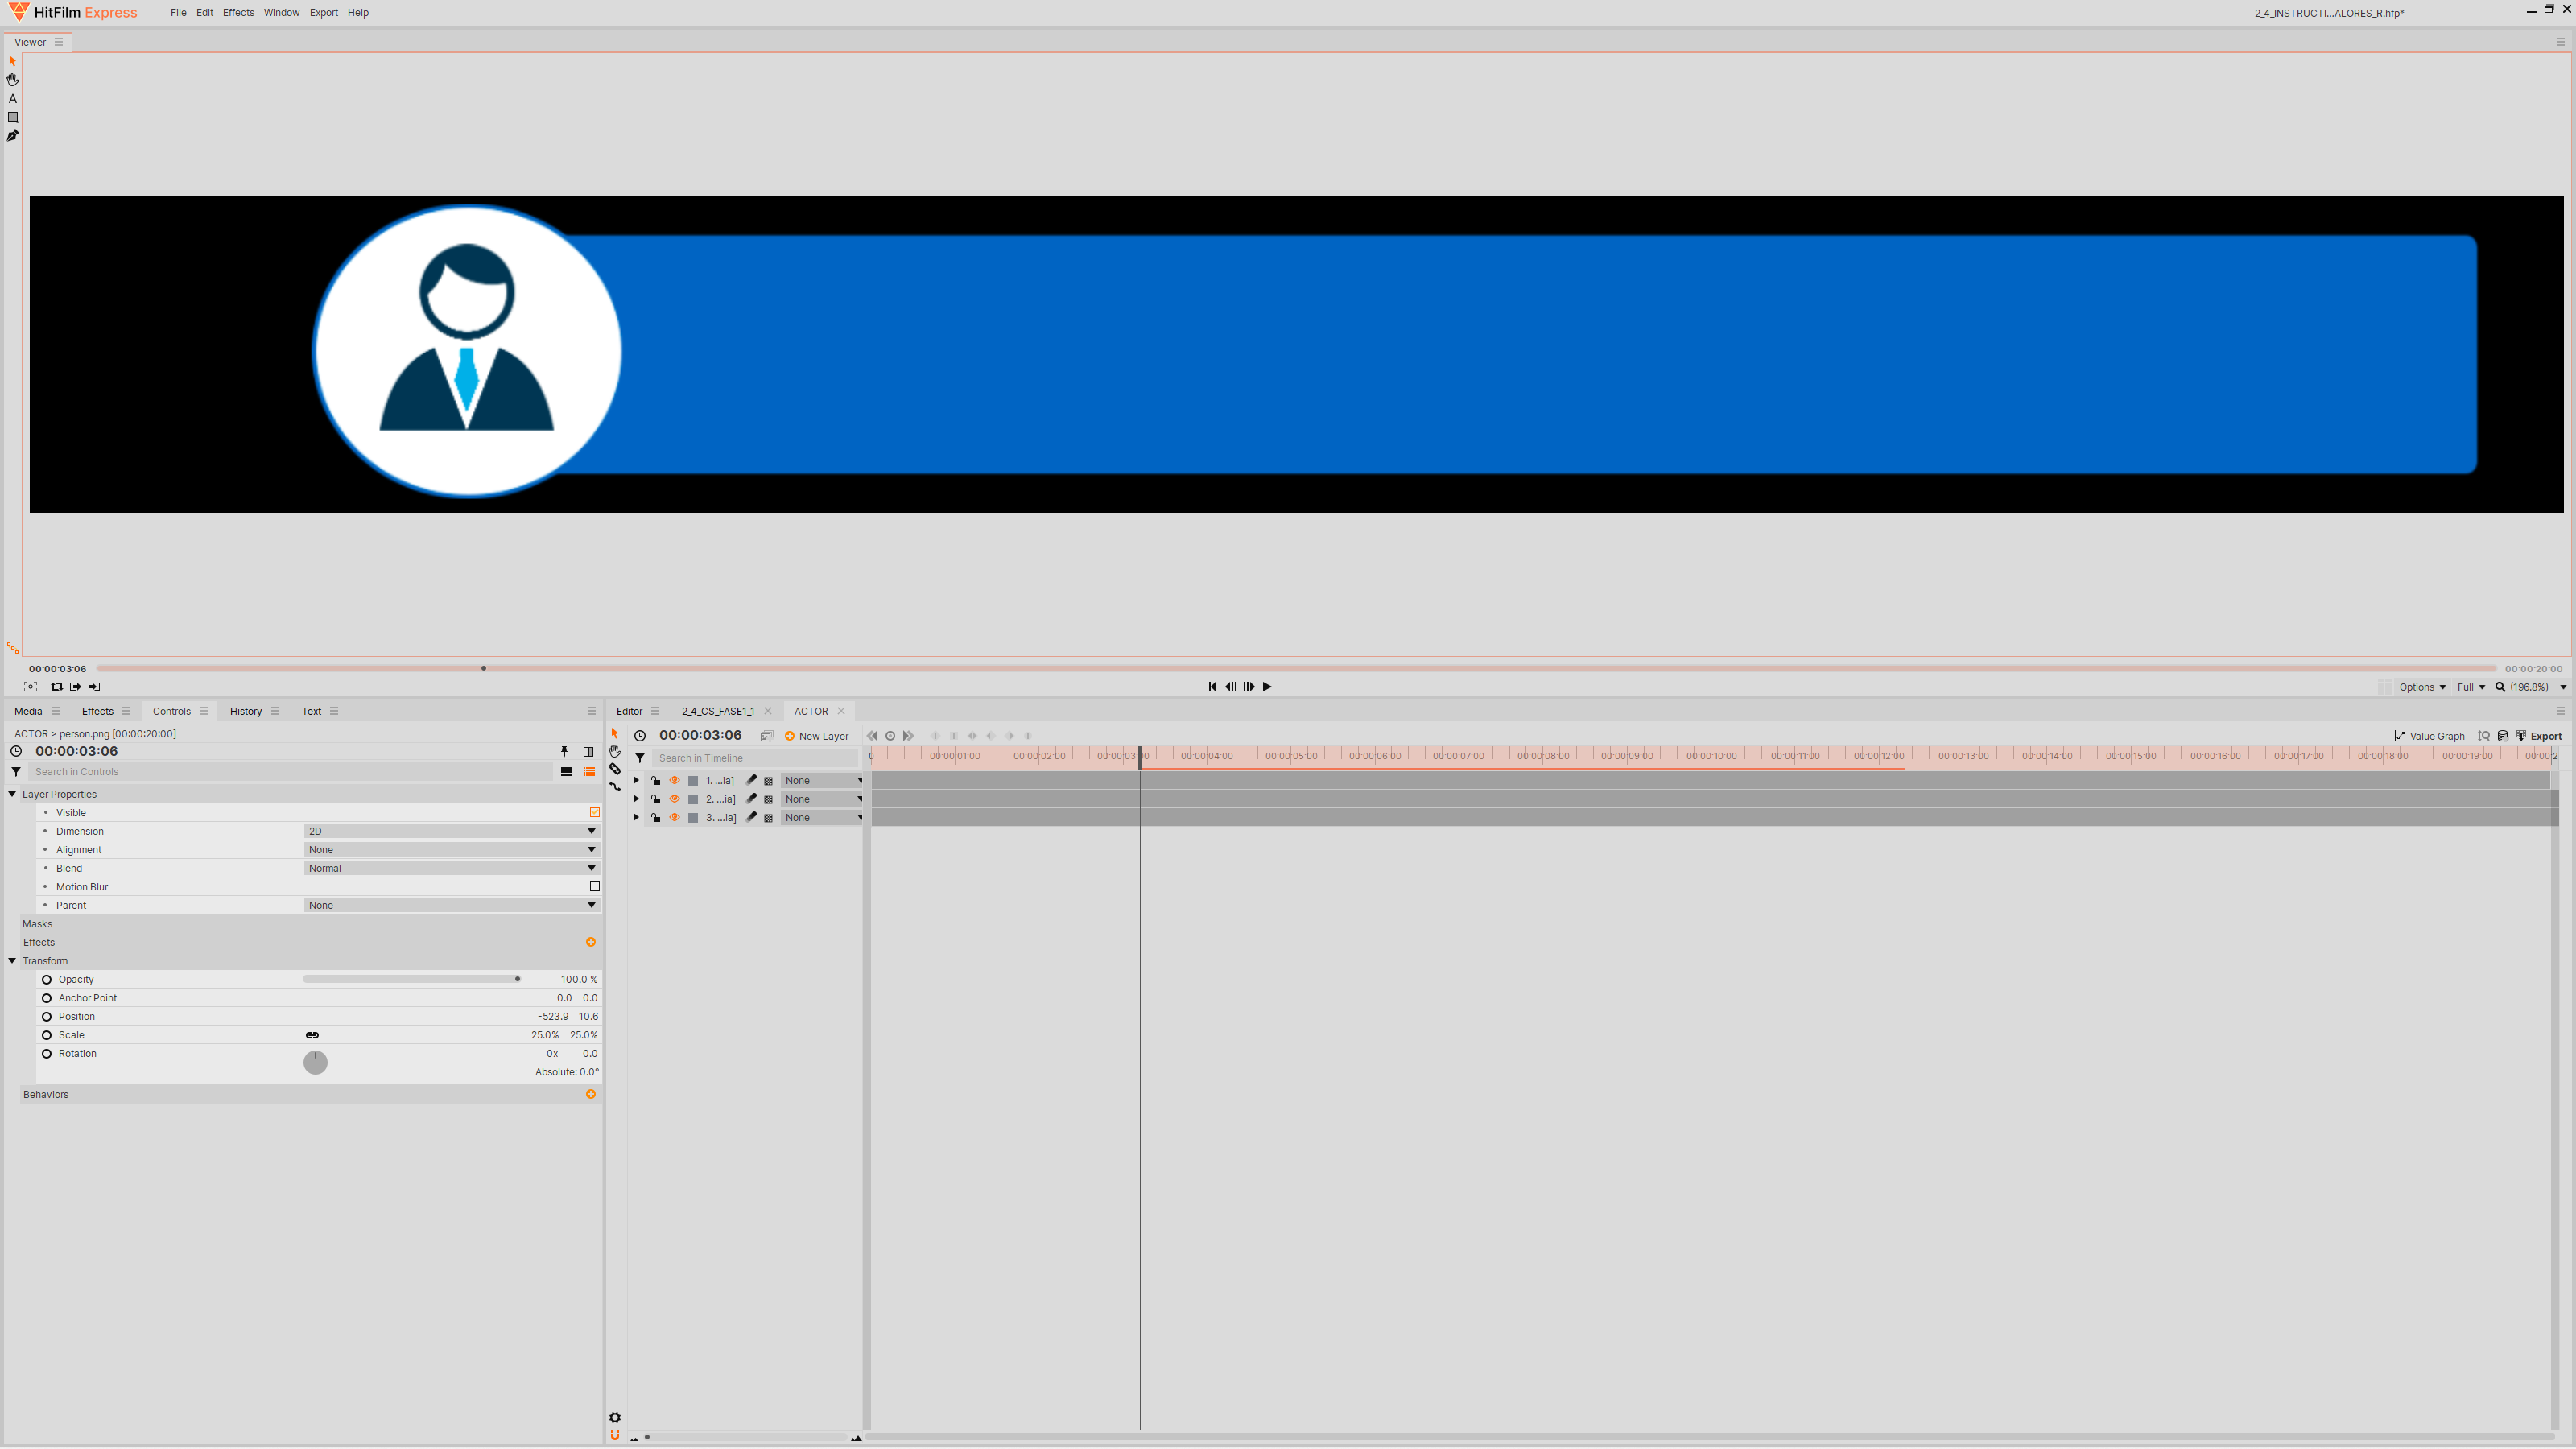 HitFilm Express File Edit Effects Window Export Help 2_4_INSTRUCTI...ALORES_R.hfp*
Viewer
A
00:00:03:06 00:00:20:00
Options Full (196.8%)
Media Effects Controls History Text
ACTOR > person.png [00:00:20:00]
00:00:03:06
Search in Controls
Layer Properties
Visible
Dimension 2D
Alignment None
Blend Normal
Motion Blur
Parent None
Masks
Effects
Transform
Opacity 100.0 %
Anchor Point 0.0 0.0
Position -523.9 10.6
Scale 25.0% 25.0%
Rotation 0x 0.0
Absolute: 0.0°
Behaviors
Editor 2_4_CS_FASE1_1 ACTOR
00:00:03:06 New Layer Value Graph Export
Search in Timeline 0 00:00:01:00 00:00:02:00 00:00:03:00 00:00:04:00 00:00:05:00 00:00:06:00 00:00:07:00 00:00:08:00 00:00:09:00 00:00:10:00 00:00:11:00 00:00:12:00 00:00:13:00 00:00:14:00 00:00:15:00 00:00:16:00 00:00:17:00 00:00:18:00 00:00:19:00 00:00:2
1. ...ia] None
2. ...ia] None
3. ...ia] None